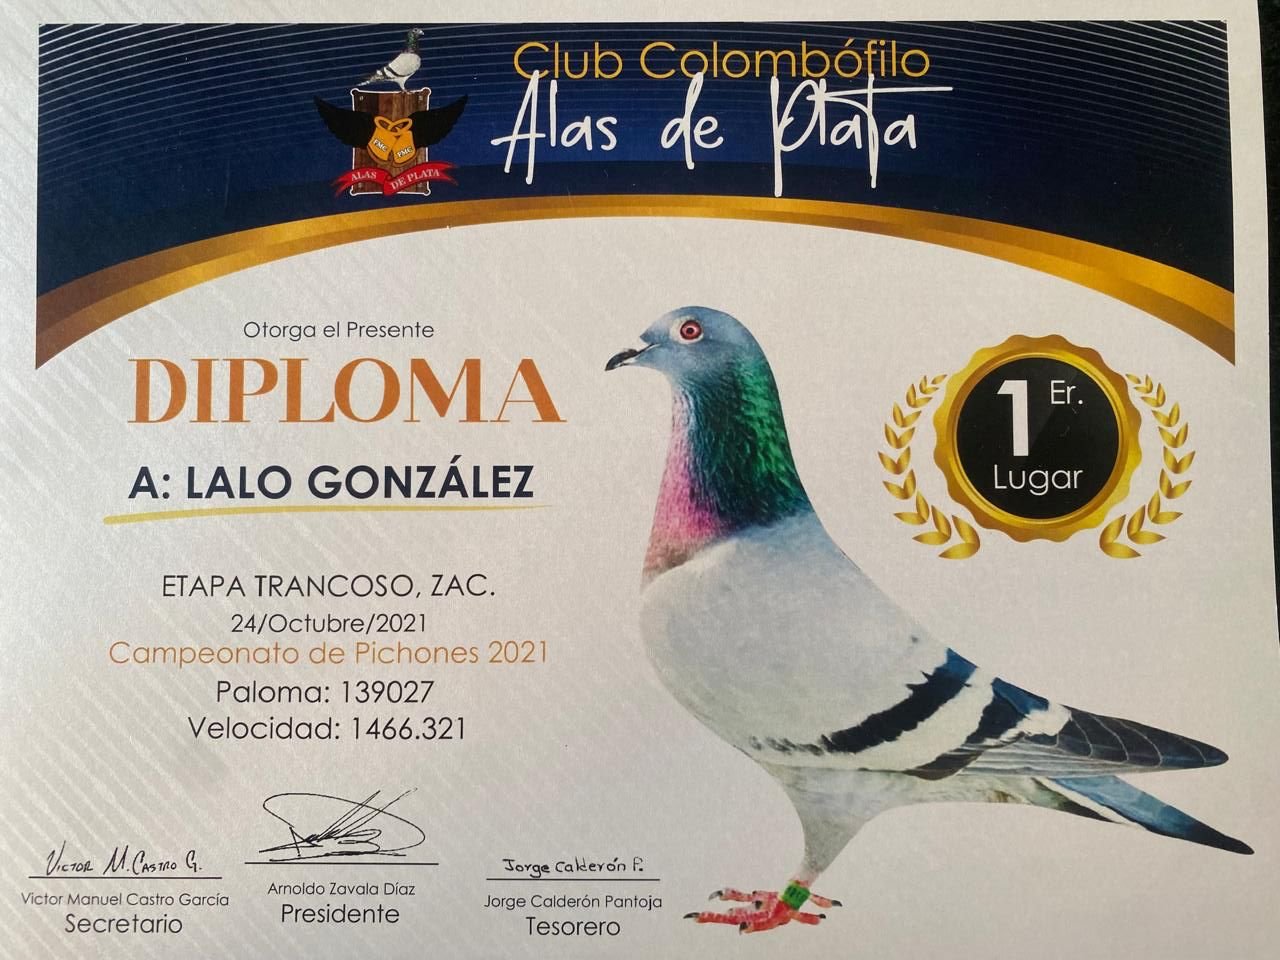 Club Colombófilo
Alas de Plata
FMC FMC
ALAS DE PLATA
Otorga el Presente
DIPLOMA
A: LALO GONZÁLEZ
1 Er.
Lugar
ETAPA TRANCOSO, ZAC.
24/Octubre/2021
Campeonato de Pichones 2021
Paloma: 139027
Velocidad: 1466.321
Victor M. Castro G.
Victor Manuel Castro García
Secretario
Arnoldo Zavala Díaz
Presidente
Jorge Calderón P.
Jorge Calderón Pantoja
Tesorero